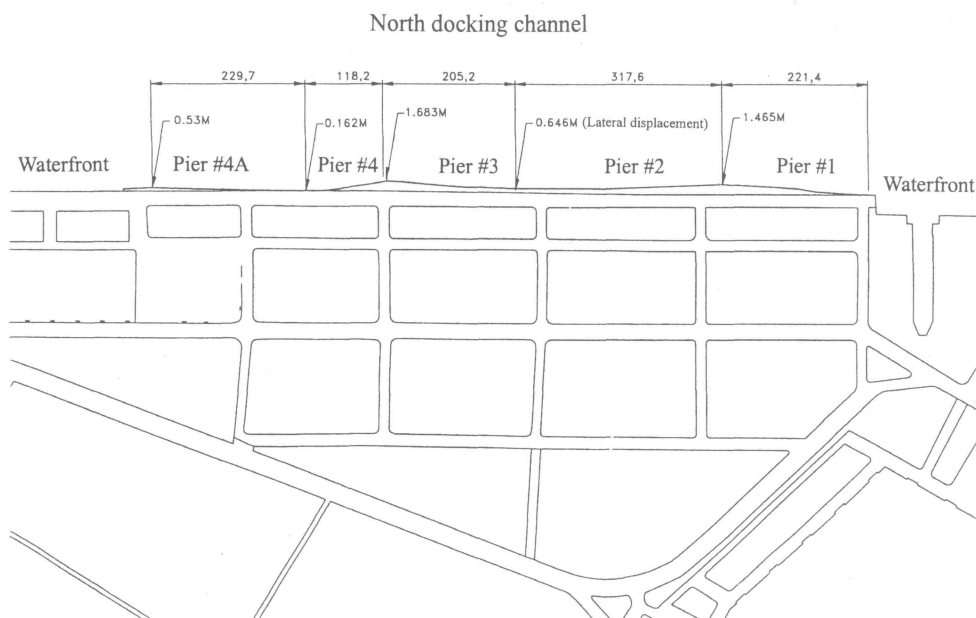 North docking channel
229,7
118,2
205,2
317,6
221,4
0.53M
0.162M
1.683M
0.646M (Lateral displacement)
1.465M
Waterfront
Pier #4A
Pier #4
Pier #3
Pier #2
Pier #1
Waterfront